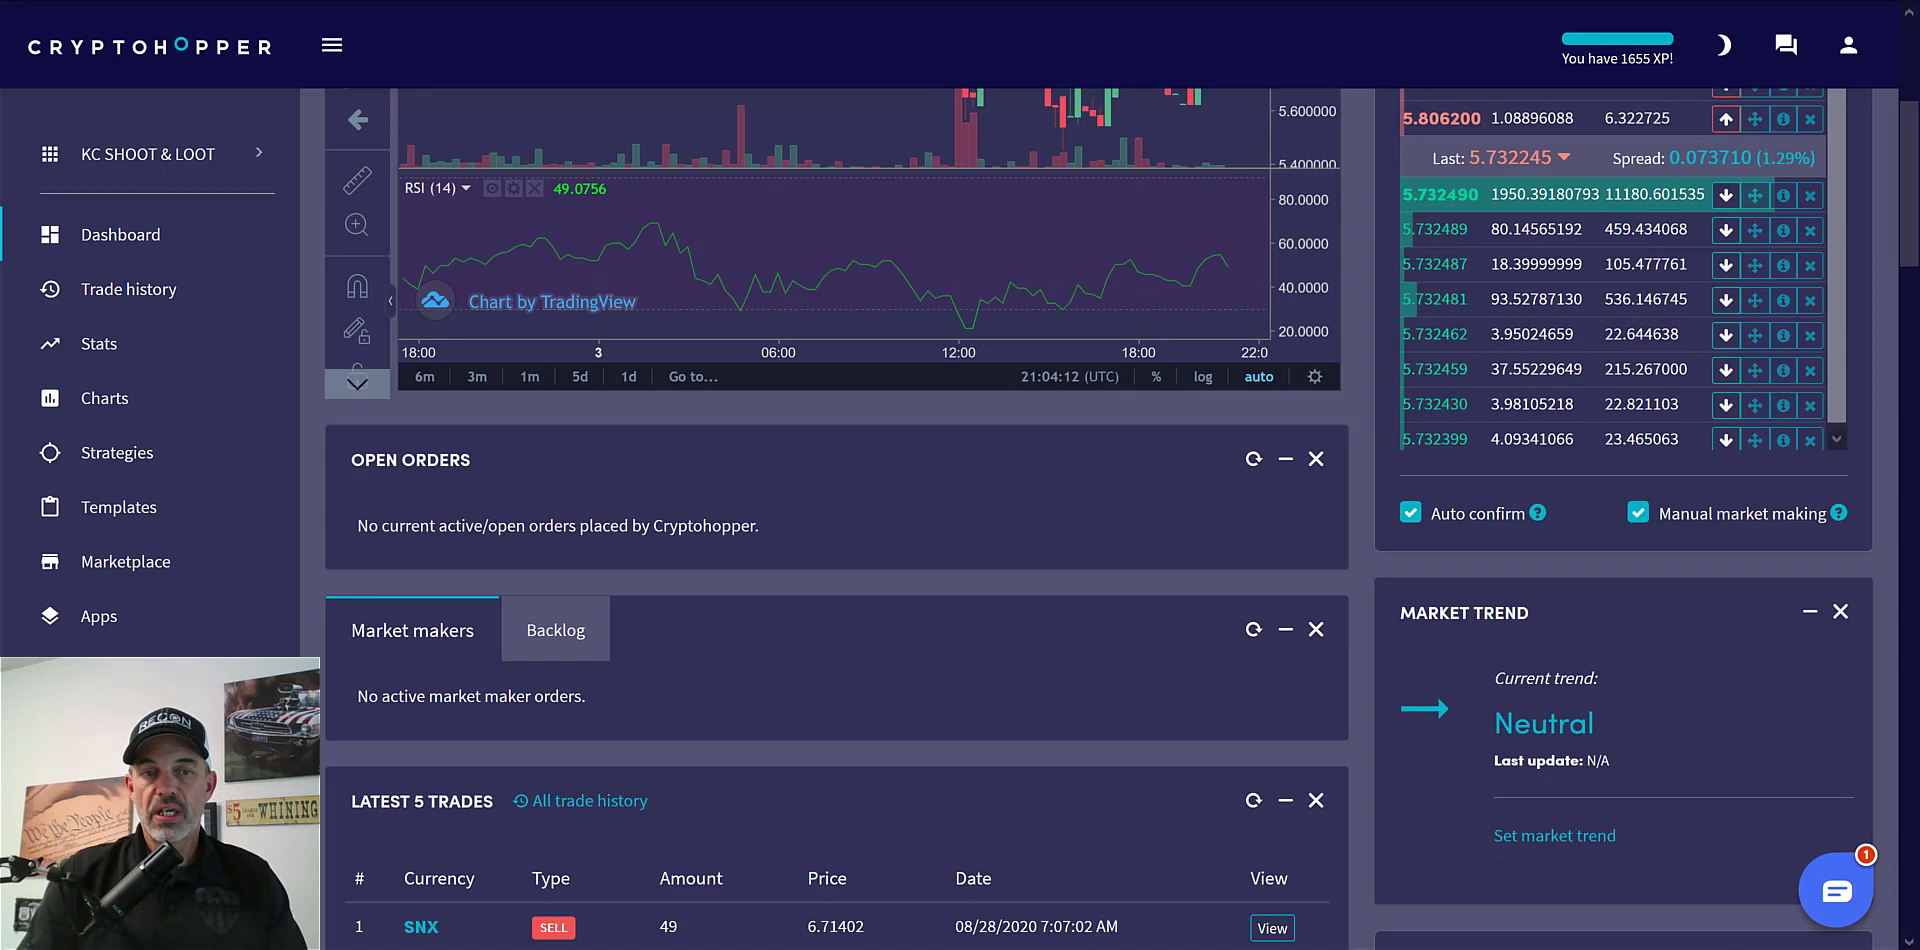 CRYPTOHOPPER
You have 1655 XP!
KC SHOOT & LOOT
Dashboard
Trade history
Stats
Charts
Strategies
Templates
Marketplace
Apps
5.600000
5.400000
RSI (14) 49.0756
80.0000
60.0000
40.0000
20.0000
Chart by TradingView
18:00 3 06:00 12:00 18:00 22:0
6m 3m 1m 5d 1d Go to... 21:04:12 (UTC) % log auto
OPEN ORDERS
No current active/open orders placed by Cryptohopper.
Market makers Backlog
No active market maker orders.
LATEST 5 TRADES All trade history
# Currency Type Amount Price Date View
1 SNX SELL 49 6.71402 08/28/2020 7:07:02 AM View
5.806200 1.08896088 6.322725
Last: 5.732245 Spread: 0.073710 (1.29%)
5.732490 1950.39180793 11180.601535
5.732489 80.14565192 459.434068
5.732487 18.39999999 105.477761
5.732481 93.52787130 536.146745
5.732462 3.95024659 22.644638
5.732459 37.55229649 215.267000
5.732430 3.98105218 22.821103
5.732399 4.09341066 23.465063
Auto confirm ? Manual market making ?
MARKET TREND
Current trend:
Neutral
Last update: N/A
Set market trend
1
RECON
We the People
$5 WHINING